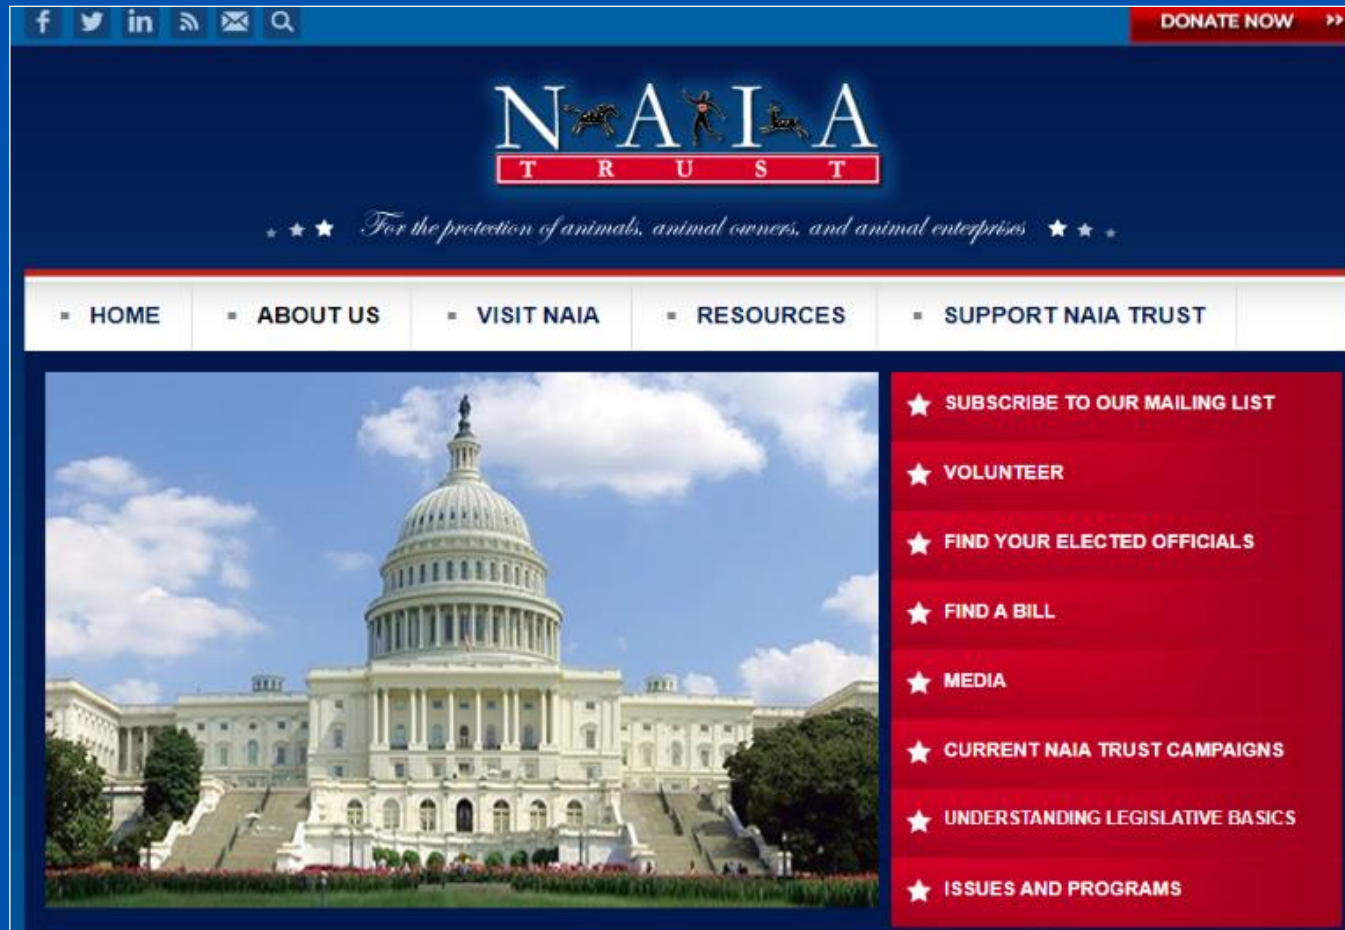 DONATE NOW
N A I A
TRUST
For the protection of animals, animal owners, and animal enterprises
HOME
ABOUT US
VISIT NAIA
RESOURCES
SUPPORT NAIA TRUST
SUBSCRIBE TO OUR MAILING LIST
VOLUNTEER
FIND YOUR ELECTED OFFICIALS
FIND A BILL
MEDIA
CURRENT NAIA TRUST CAMPAIGNS
UNDERSTANDING LEGISLATIVE BASICS
ISSUES AND PROGRAMS